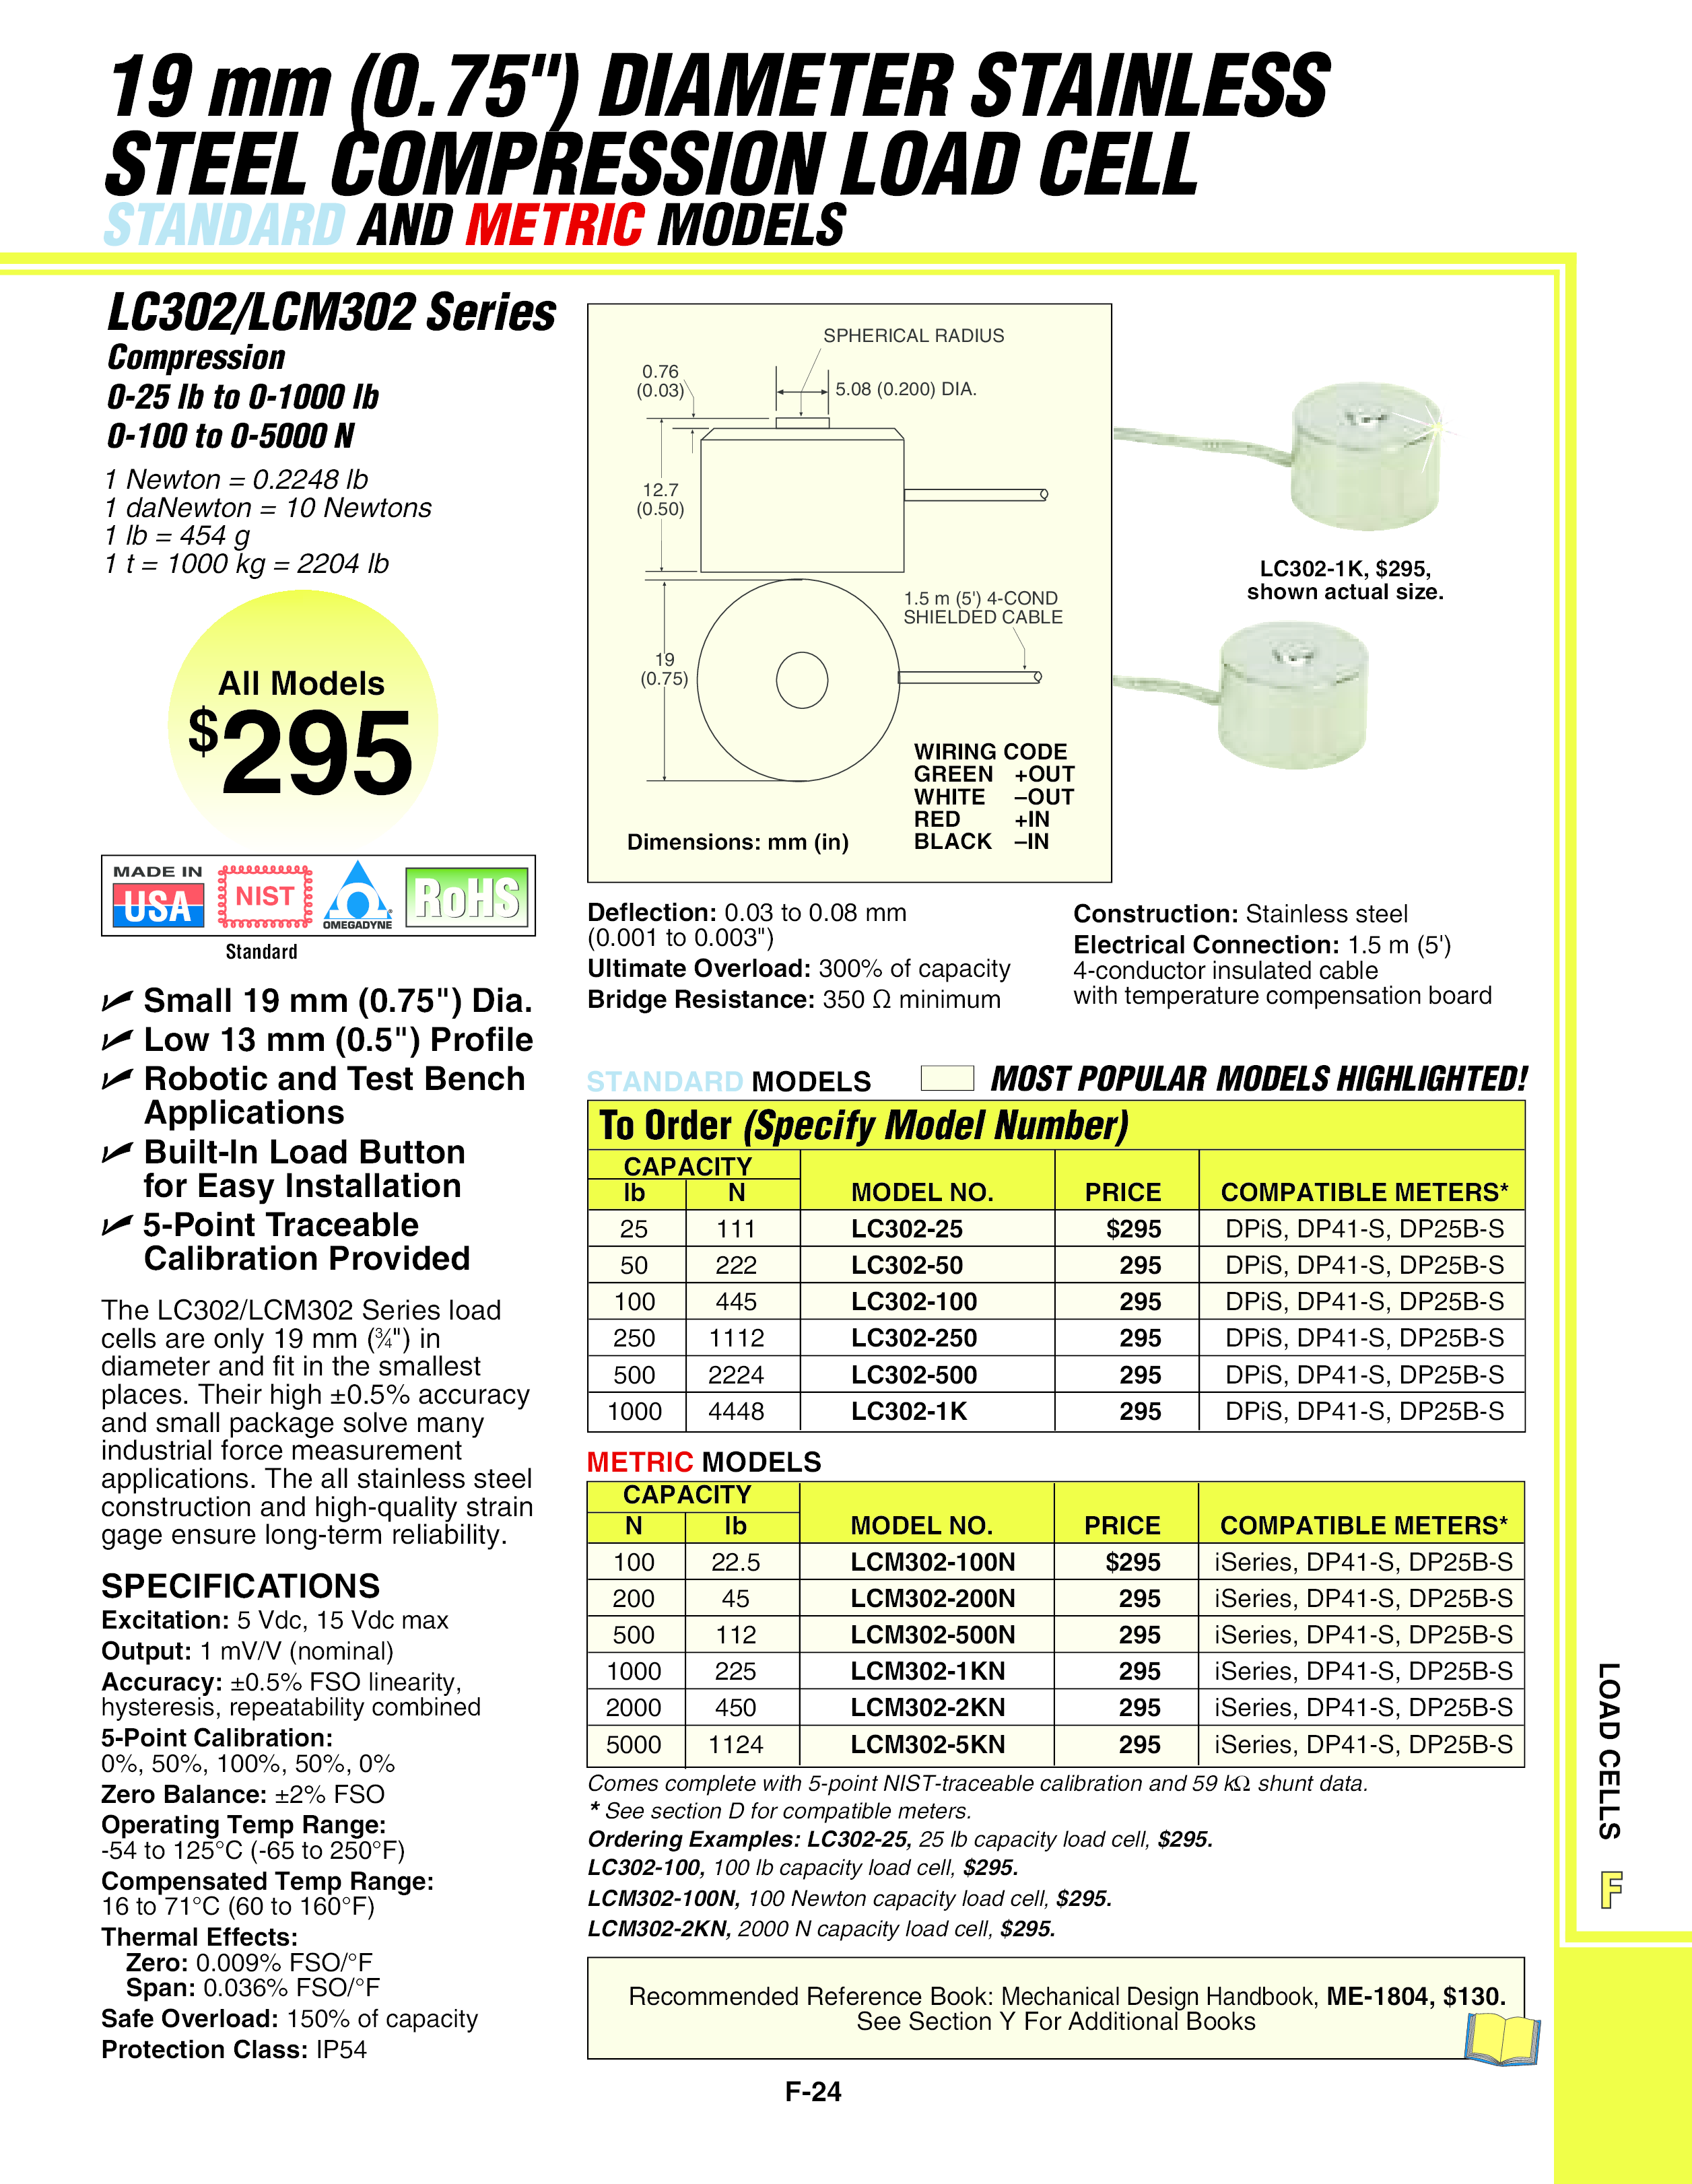 19 mm (0.75") DIAMETER STAINLESS
STEEL COMPRESSION LOAD CELL
STANDARD AND METRIC MODELS
LC302/LCM302 Series
Compression
0-25 lb to 0-1000 lb
0-100 to 0-5000 N
1 Newton = 0.2248 lb
1 daNewton = 10 Newtons
1 lb = 454 g
1 t = 1000 kg = 2204 lb
All Models
$295
MADE IN
USA
NIST
OMEGADYNE®
RoHS
Standard
✓ Small 19 mm (0.75") Dia.
✓ Low 13 mm (0.5") Profile
✓ Robotic and Test Bench
Applications
✓ Built-In Load Button
for Easy Installation
✓ 5-Point Traceable
Calibration Provided
The LC302/LCM302 Series load
cells are only 19 mm (¾") in
diameter and fit in the smallest
places. Their high ±0.5% accuracy
and small package solve many
industrial force measurement
applications. The all stainless steel
construction and high-quality strain
gage ensure long-term reliability.
SPECIFICATIONS
Excitation: 5 Vdc, 15 Vdc max
Output: 1 mV/V (nominal)
Accuracy: ±0.5% FSO linearity,
hysteresis, repeatability combined
5-Point Calibration:
0%, 50%, 100%, 50%, 0%
Zero Balance: ±2% FSO
Operating Temp Range:
-54 to 125°C (-65 to 250°F)
Compensated Temp Range:
16 to 71°C (60 to 160°F)
Thermal Effects:
Zero: 0.009% FSO/°F
Span: 0.036% FSO/°F
Safe Overload: 150% of capacity
Protection Class: IP54
SPHERICAL RADIUS
0.76
(0.03)
5.08 (0.200) DIA.
12.7
(0.50)
1.5 m (5') 4-COND
SHIELDED CABLE
19
(0.75)
WIRING CODE
GREEN +OUT
WHITE –OUT
RED +IN
BLACK –IN
Dimensions: mm (in)
LC302-1K, $295,
shown actual size.
Deflection: 0.03 to 0.08 mm
(0.001 to 0.003")
Ultimate Overload: 300% of capacity
Bridge Resistance: 350 Ω minimum
Construction: Stainless steel
Electrical Connection: 1.5 m (5')
4-conductor insulated cable
with temperature compensation board
STANDARD MODELS
MOST POPULAR MODELS HIGHLIGHTED!
To Order (Specify Model Number)
CAPACITY
lb N MODEL NO. PRICE COMPATIBLE METERS*
25 111 LC302-25 $295 DPiS, DP41-S, DP25B-S
50 222 LC302-50 295 DPiS, DP41-S, DP25B-S
100 445 LC302-100 295 DPiS, DP41-S, DP25B-S
250 1112 LC302-250 295 DPiS, DP41-S, DP25B-S
500 2224 LC302-500 295 DPiS, DP41-S, DP25B-S
1000 4448 LC302-1K 295 DPiS, DP41-S, DP25B-S
METRIC MODELS
CAPACITY
N lb MODEL NO. PRICE COMPATIBLE METERS*
100 22.5 LCM302-100N $295 iSeries, DP41-S, DP25B-S
200 45 LCM302-200N 295 iSeries, DP41-S, DP25B-S
500 112 LCM302-500N 295 iSeries, DP41-S, DP25B-S
1000 225 LCM302-1KN 295 iSeries, DP41-S, DP25B-S
2000 450 LCM302-2KN 295 iSeries, DP41-S, DP25B-S
5000 1124 LCM302-5KN 295 iSeries, DP41-S, DP25B-S
Comes complete with 5-point NIST-traceable calibration and 59 kΩ shunt data.
* See section D for compatible meters.
Ordering Examples: LC302-25, 25 lb capacity load cell, $295.
LC302-100, 100 lb capacity load cell, $295.
LCM302-100N, 100 Newton capacity load cell, $295.
LCM302-2KN, 2000 N capacity load cell, $295.
Recommended Reference Book: Mechanical Design Handbook, ME-1804, $130.
See Section Y For Additional Books
LOAD CELLS
F
F-24